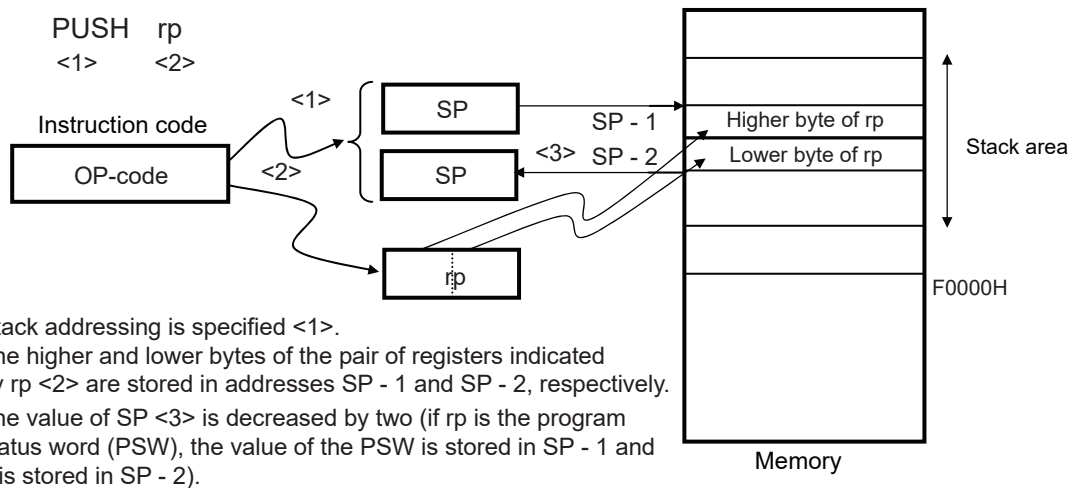 PUSH rp
<1> <2>
Instruction code
OP-code
<1>
<2>
SP
SP
rp
SP - 1
<3> SP - 2
Higher byte of rp
Lower byte of rp
Stack area
F0000H
Memory
tack addressing is specified <1>.
he higher and lower bytes of the pair of registers indicated
y rp <2> are stored in addresses SP - 1 and SP - 2, respectively.
he value of SP <3> is decreased by two (if rp is the program
atus word (PSW), the value of the PSW is stored in SP - 1 and
is stored in SP - 2).